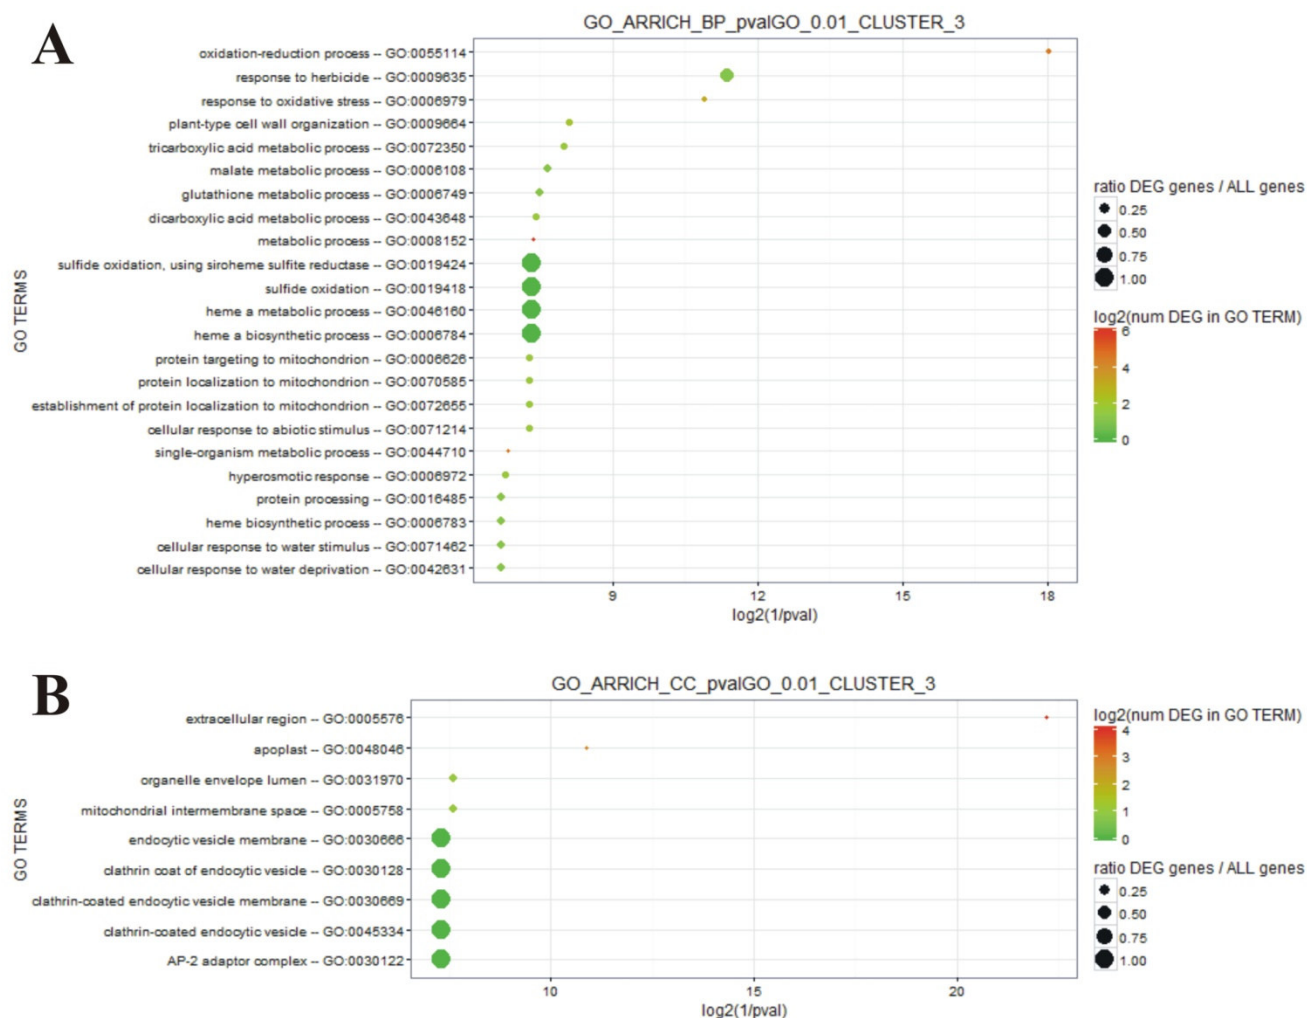 A
GO_ARRICH_BP_pvalGO_0.01_CLUSTER_3
GO TERMS
oxidation-reduction process -- GO:0055114
response to herbicide -- GO:0009635
response to oxidative stress -- GO:0006979
plant-type cell wall organization -- GO:0009664
tricarboxylic acid metabolic process -- GO:0072350
malate metabolic process -- GO:0006108
glutathione metabolic process -- GO:0006749
dicarboxylic acid metabolic process -- GO:0043648
metabolic process -- GO:0008152
sulfide oxidation, using siroheme sulfite reductase -- GO:0019424
sulfide oxidation -- GO:0019418
heme a metabolic process -- GO:0046160
heme a biosynthetic process -- GO:0006784
protein targeting to mitochondrion -- GO:0006626
protein localization to mitochondrion -- GO:0070585
establishment of protein localization to mitochondrion -- GO:0072655
cellular response to abiotic stimulus -- GO:0071214
single-organism metabolic process -- GO:0044710
hyperosmotic response -- GO:0006972
protein processing -- GO:0016485
heme biosynthetic process -- GO:0006783
cellular response to water stimulus -- GO:0071462
cellular response to water deprivation -- GO:0042631
9 12 15 18
log2(1/pval)
ratio DEG genes / ALL genes
0.25
0.50
0.75
1.00
log2(num DEG in GO TERM)
6
4
2
0
B
GO_ARRICH_CC_pvalGO_0.01_CLUSTER_3
GO TERMS
extracellular region -- GO:0005576
apoplast -- GO:0048046
organelle envelope lumen -- GO:0031970
mitochondrial intermembrane space -- GO:0005758
endocytic vesicle membrane -- GO:0030666
clathrin coat of endocytic vesicle -- GO:0030128
clathrin-coated endocytic vesicle membrane -- GO:0030669
clathrin-coated endocytic vesicle -- GO:0045334
AP-2 adaptor complex -- GO:0030122
10 15 20
log2(1/pval)
log2(num DEG in GO TERM)
4
3
2
1
0
ratio DEG genes / ALL genes
0.25
0.50
0.75
1.00